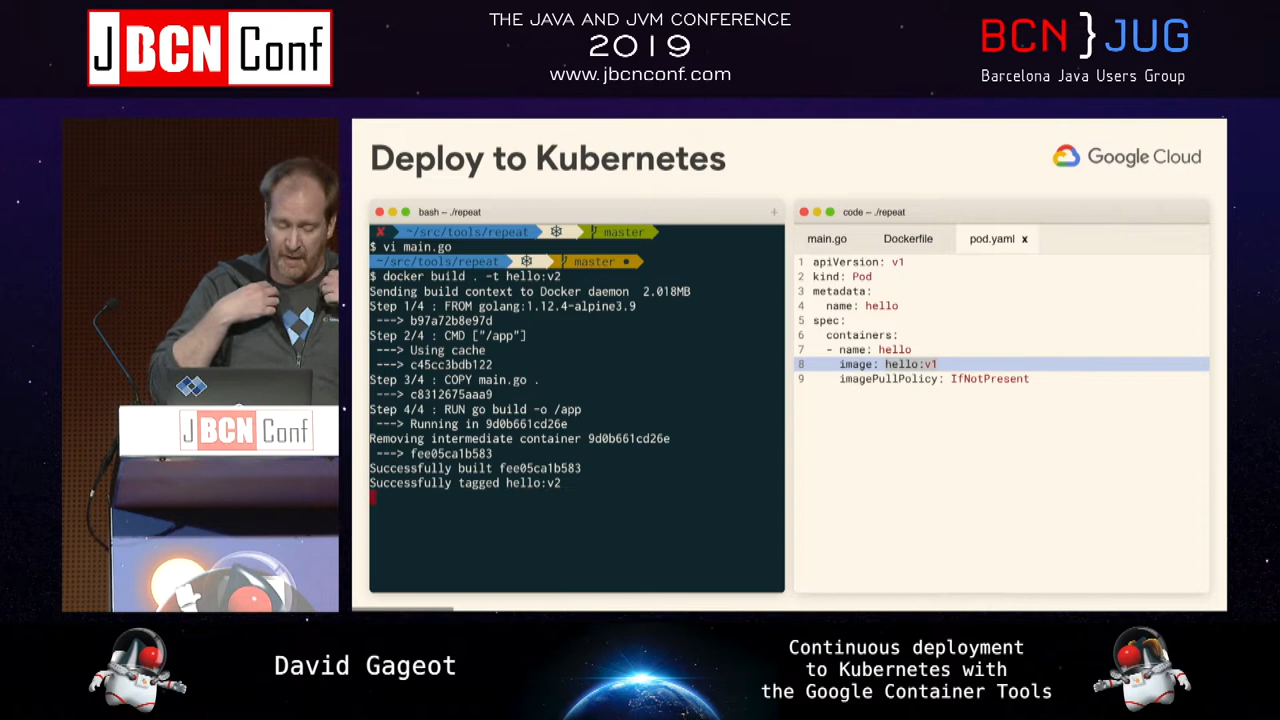 JBCNConf
THE JAVA AND JVM CONFERENCE
2019
www.jbcnconf.com
BCN}JUG
Barcelona Java Users Group
Deploy to Kubernetes
Google Cloud
bash – ./repeat
+
✘ ~/src/tools/repeat ☸ master
$ vi main.go
~/src/tools/repeat ☸ master ●
$ docker build . -t hello:v2
Sending build context to Docker daemon 2.018MB
Step 1/4 : FROM golang:1.12.4-alpine3.9
---> b97a72b8e97d
Step 2/4 : CMD ["/app"]
---> Using cache
---> c45cc3bdb122
Step 3/4 : COPY main.go .
---> c8312675aaa9
Step 4/4 : RUN go build -o /app
---> Running in 9d0b661cd26e
Removing intermediate container 9d0b661cd26e
---> fee05ca1b583
Successfully built fee05ca1b583
Successfully tagged hello:v2
code – ./repeat
main.go Dockerfile pod.yaml x
1 apiVersion: v1
2 kind: Pod
3 metadata:
4 name: hello
5 spec:
6 containers:
7 - name: hello
8 image: hello:v1
9 imagePullPolicy: IfNotPresent
JBCNConf
David Gageot
Continuous deployment
to Kubernetes with
the Google Container Tools